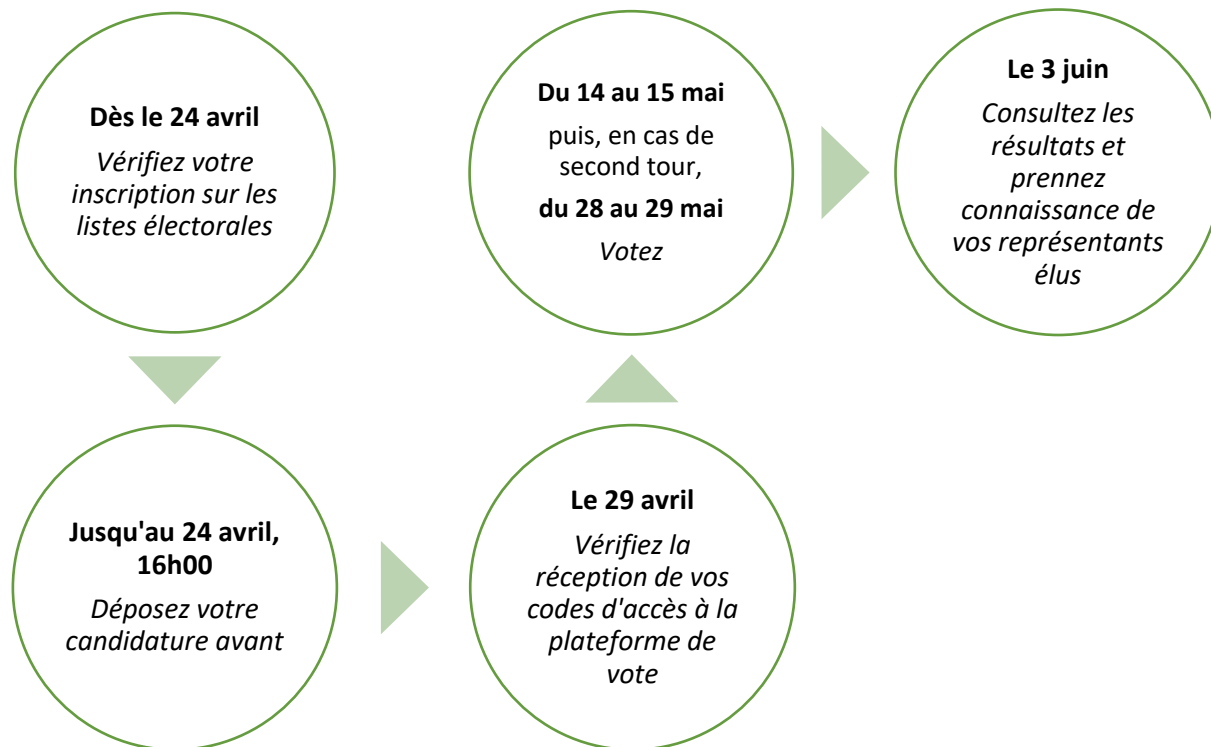 Dès le 24 avril
Vérifiez votre
inscription sur les
listes électorales
Jusqu'au 24 avril,
16h00
Déposez votre
candidature avant
Le 29 avril
Vérifiez la
réception de vos
codes d'accès à la
plateforme de
vote
Du 14 au 15 mai
puis, en cas de
second tour,
du 28 au 29 mai
Votez
Le 3 juin
Consultez les
résultats et
prennez
connaissance de
vos représentants
élus